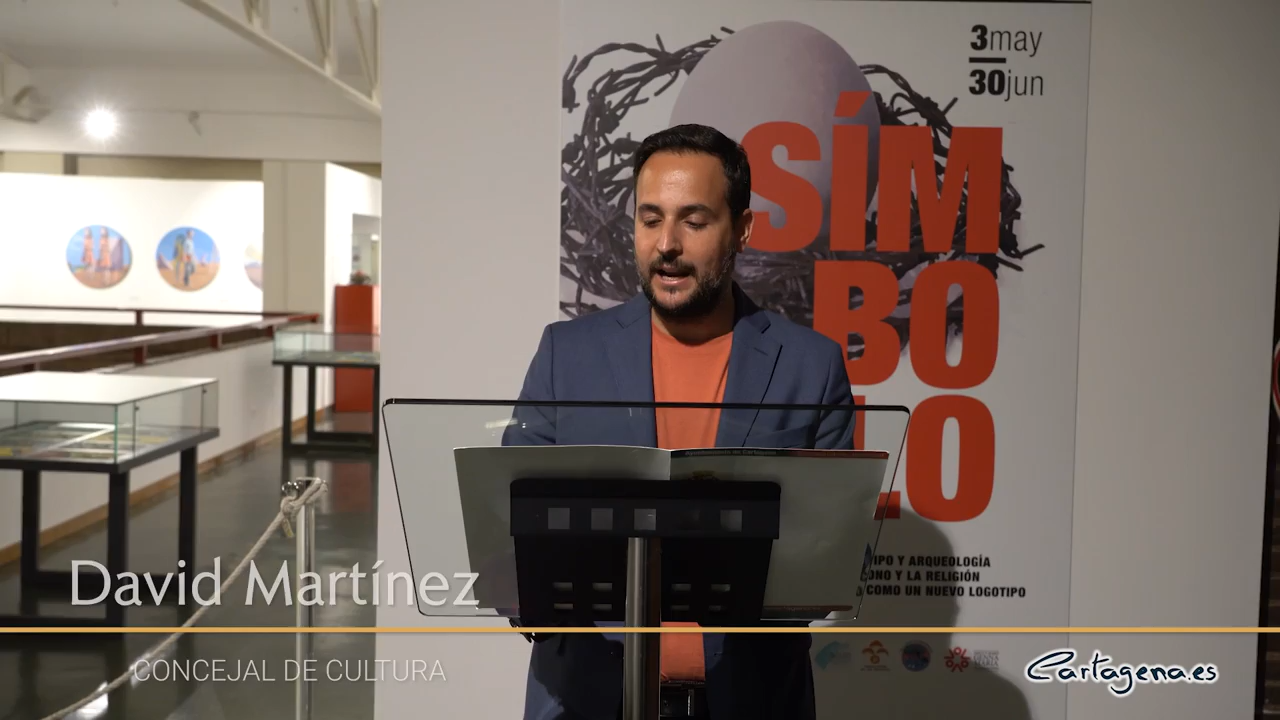 3may
30jun
SÍM
BO
LO
IPO Y ARQUEOLOGÍA
ONO Y LA RELIGIÓN
COMO UN NUEVO LOGOTIPO
David Martínez
CONCEJAL DE CULTURA
Cartagena.es